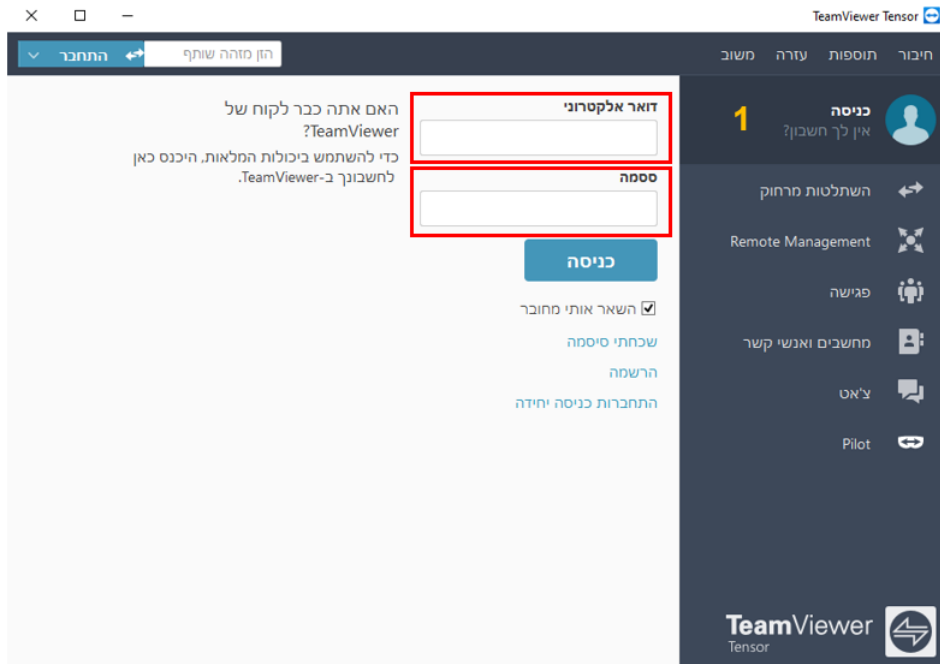 TeamViewer Tensor
חיבור תוספות עזרה משוב
הזן מזהה שותף
התחבר
כניסה
אין לך חשבון?
1
השתלטות מרחוק
Remote Management
פגישה
מחשבים ואנשי קשר
צ'אט
Pilot
TeamViewer
Tensor
דואר אלקטרוני
ססמה
כניסה
השאר אותי מחובר
שכחתי סיסמה
הרשמה
התחברות כניסה יחידה
האם אתה כבר לקוח של
TeamViewer?
כדי להשתמש ביכולות המלאות, היכנס כאן
לחשבונך ב-TeamViewer.